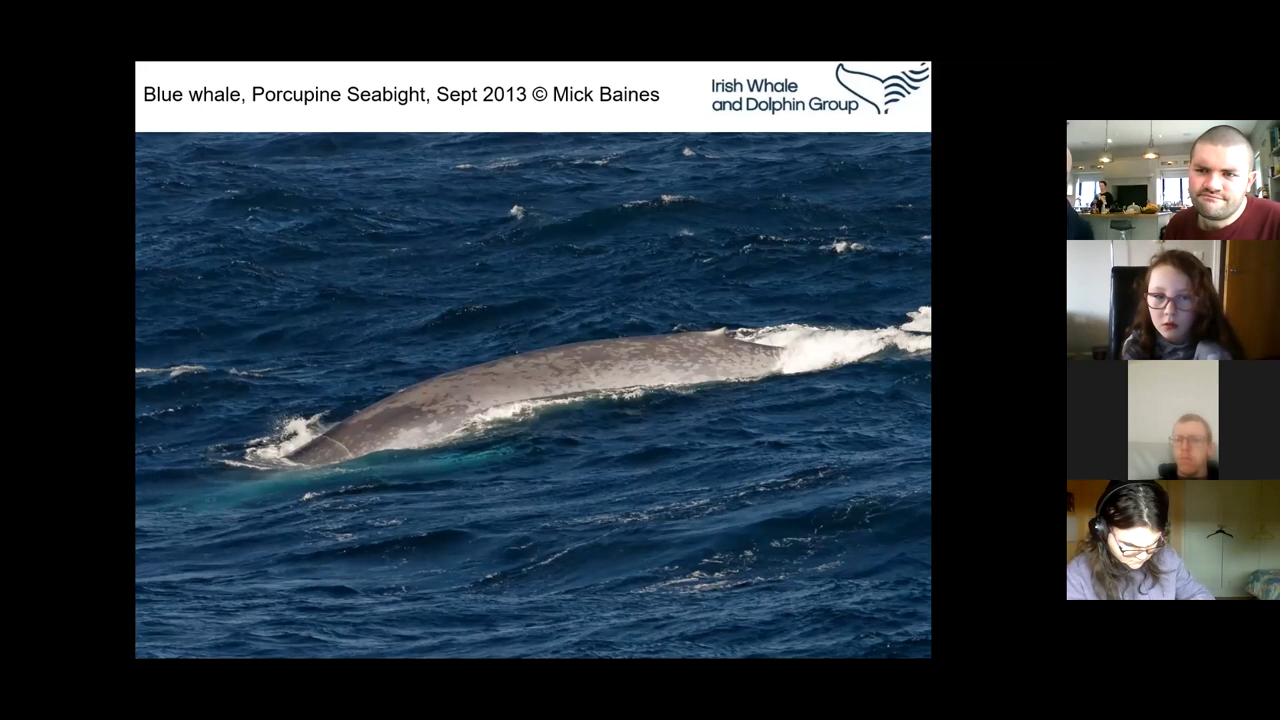 Blue whale, Porcupine Seabight, Sept 2013 © Mick Baines
Irish Whale
and Dolphin Group